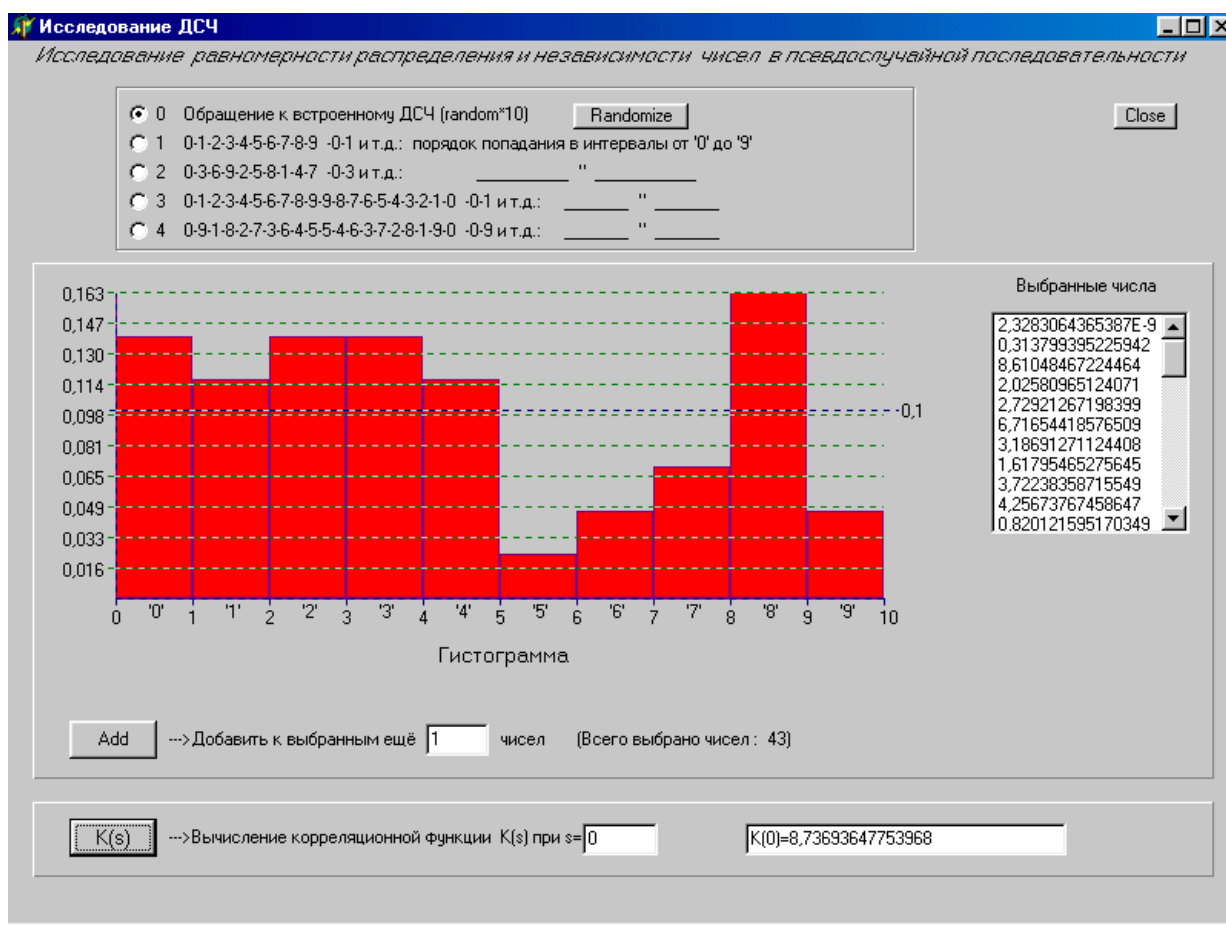 Исследование ДСЧ
Исследование равномерности распределения и независимости чисел в псевдослучайной последовательности
0 Обращение к встроенному ДСЧ (random*10) Randomize
Close
1 0-1-2-3-4-5-6-7-8-9 -0-1 и т.д.: порядок попадания в интервалы от '0' до '9'
2 0-3-6-9-2-5-8-1-4-7 -0-3 и т.д.: __________ " __________
3 0-1-2-3-4-5-6-7-8-9-9-8-7-6-5-4-3-2-1-0 -0-1 и т.д.: ______ " ______
4 0-9-1-8-2-7-3-6-4-5-5-4-6-3-7-2-8-1-9-0 -0-9 и т.д.: ______ " ______
0,163
0,147
0,130
0,114
0,098
0,081
0,065
0,049
0,033
0,016
0,1
0 '0' 1 '1' 2 '2' 3 '3' 4 '4' 5 '5' 6 '6' 7 '7' 8 '8' 9 '9' 10
Гистограмма
Выбранные числа
2,3283064365387E-9
0,313799395225942
8,61048467224464
2,02580965124071
2,72921267198399
6,71654418576509
3,18691271124408
1,61795465275645
3,72238358715549
4,25673767458647
0,820121595170349
Add --->Добавить к выбранным ещё 1 чисел (Всего выбрано чисел : 43)
K(s) --->Вычисление корреляционной функции K(s) при s= 0 K(0)=8,73693647753968